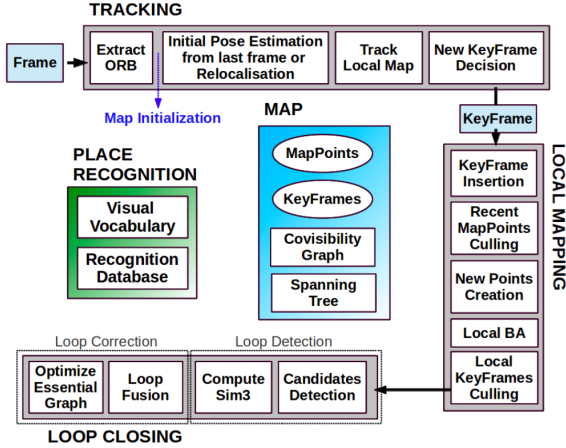 TRACKING
Frame
Extract
ORB
Initial Pose Estimation
from last frame or
Relocalisation
Track
Local Map
New KeyFrame
Decision
Map Initialization
KeyFrame
MAP
MapPoints
KeyFrames
Covisibility
Graph
Spanning
Tree
PLACE
RECOGNITION
Visual
Vocabulary
Recognition
Database
LOCAL MAPPING
KeyFrame
Insertion
Recent
MapPoints
Culling
New Points
Creation
Local BA
Local
KeyFrames
Culling
Loop Correction
Loop Detection
Optimize
Essential
Graph
Loop
Fusion
Compute
Sim3
Candidates
Detection
LOOP CLOSING